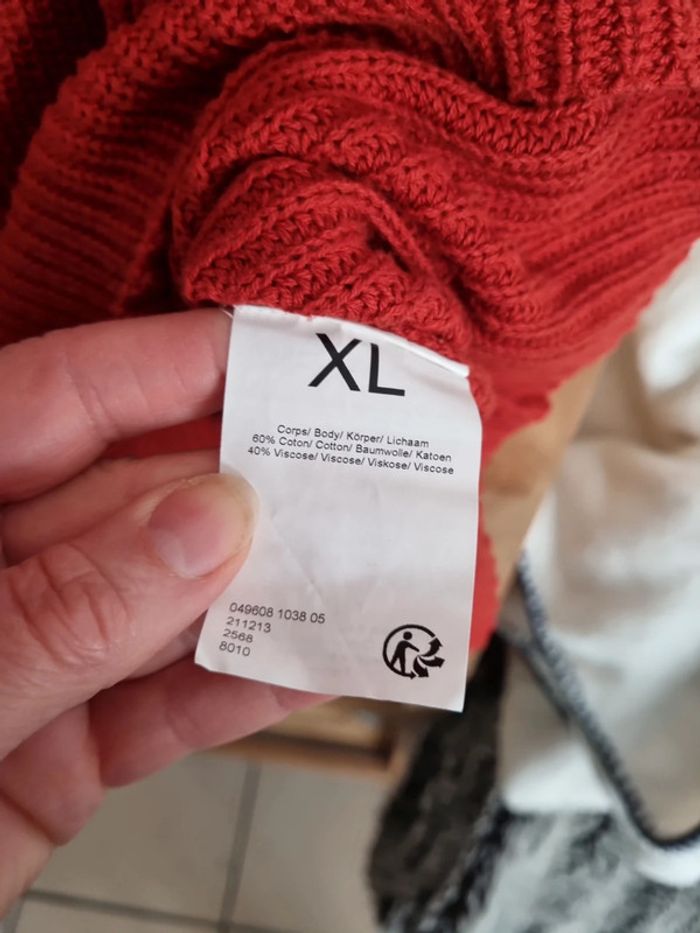 XL
Corps/ Body/ Körper/ Lichaam
60% Coton/ Cotton/ Baumwolle/ Katoen
40% Viscose/ Viscose/ Viskose/ Viscose
049608 1038 05
211213
2568
8010